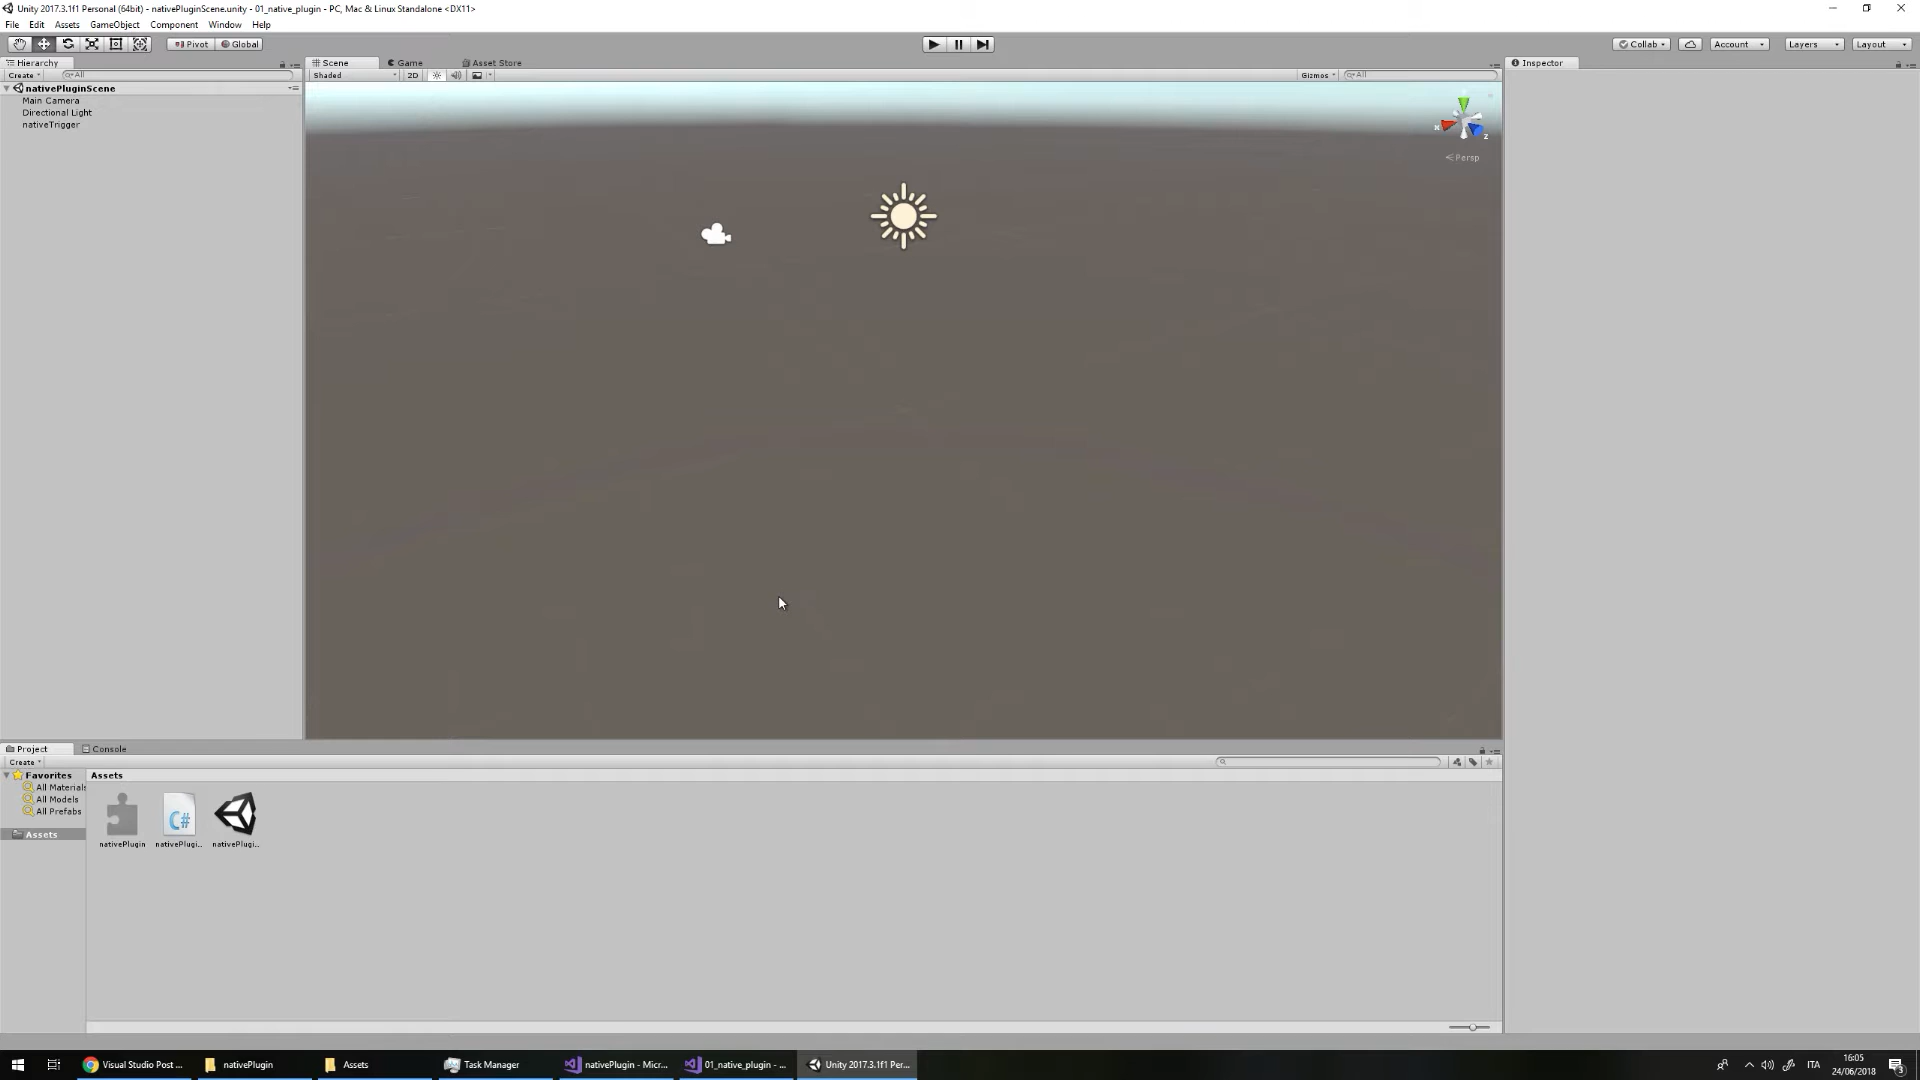 Unity 2017.3.1f1 Personal (64bit) - nativePluginScene.unity - 01_native_plugin - PC, Mac & Linux Standalone <DX11>
File Edit Assets GameObject Component Window Help
Pivot Global Collab Account Layers Layout
Hierarchy
Create All
nativePluginScene
Main Camera
Directional Light
nativeTrigger
Scene Game Asset Store
Shaded 2D Gizmos All
x z
Persp
Inspector
Project Console
Create
Favorites
All Materials
All Models
All Prefabs
Assets
Assets
C#
nativePlugin nativePlugi... nativePlugi...
Visual Studio Post ... nativePlugin Assets Task Manager nativePlugin - Micr... 01_native_plugin - ... Unity 2017.3.1f1 Per...
ITA
16:05
24/06/2018
3